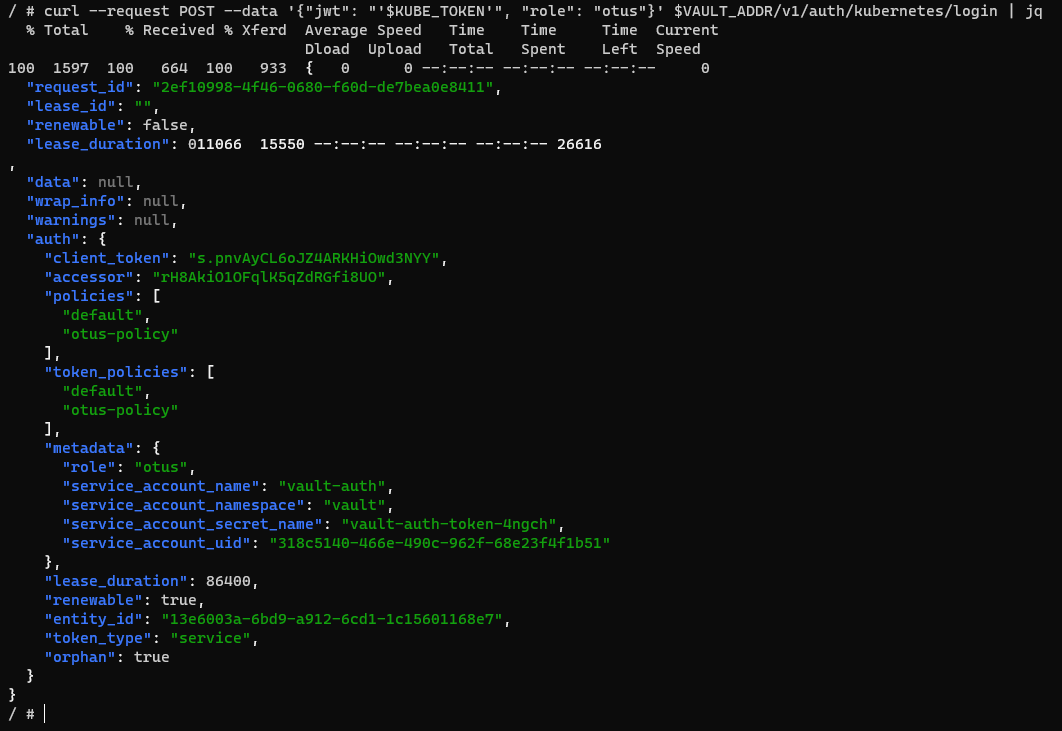 / # curl --request POST --data '{"jwt": "'$KUBE_TOKEN'", "role": "otus"}' $VAULT_ADDR/v1/auth/kubernetes/login | jq
  % Total    % Received % Xferd  Average Speed   Time    Time     Time  Current
                                 Dload  Upload   Total   Spent    Left  Speed
100  1597  100   664  100   933  {   0      0 --:--:-- --:--:-- --:--:--     0
  "request_id": "2ef10998-4f46-0680-f60d-de7bea0e8411",
  "lease_id": "",
  "renewable": false,
  "lease_duration": 011066  15550 --:--:-- --:--:-- --:--:-- 26616
,
  "data": null,
  "wrap_info": null,
  "warnings": null,
  "auth": {
    "client_token": "s.pnvAyCL6oJZ4ARKHiOwd3NYY",
    "accessor": "rH8AkiO1OFqlK5qZdRGfi8UO",
    "policies": [
      "default",
      "otus-policy"
    ],
    "token_policies": [
      "default",
      "otus-policy"
    ],
    "metadata": {
      "role": "otus",
      "service_account_name": "vault-auth",
      "service_account_namespace": "vault",
      "service_account_secret_name": "vault-auth-token-4ngch",
      "service_account_uid": "318c5140-466e-490c-962f-68e23f4f1b51"
    },
    "lease_duration": 86400,
    "renewable": true,
    "entity_id": "13e6003a-6bd9-a912-6cd1-1c15601168e7",
    "token_type": "service",
    "orphan": true
  }
}
/ #